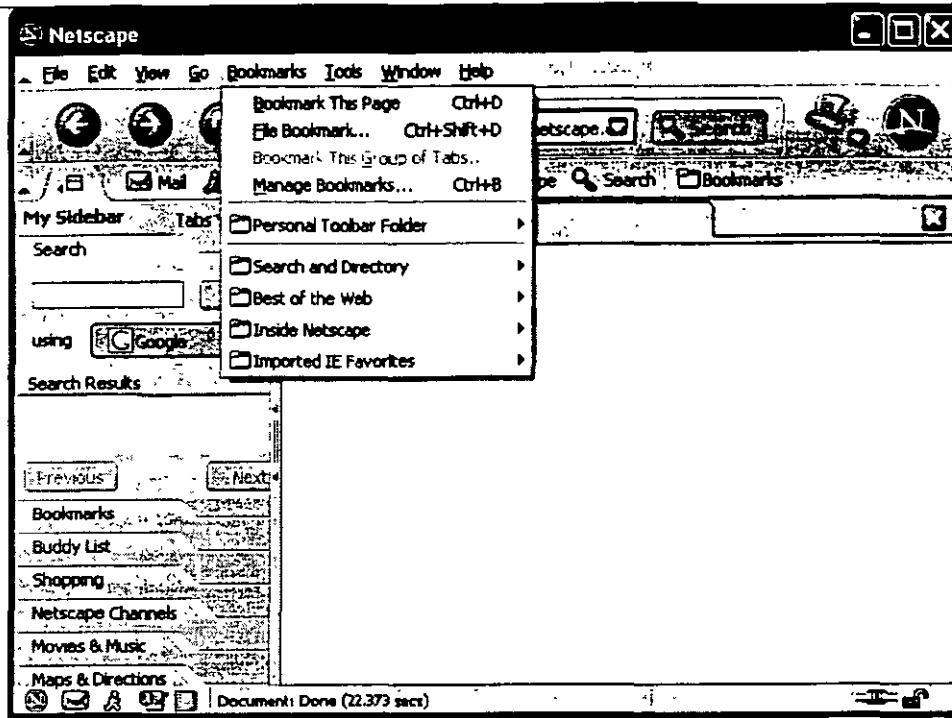 Netscape
File Edit View Go Bookmarks Tools Window Help
Bookmark This Page Ctrl+D
File Bookmark... Ctrl+Shift+D
Bookmark This Group of Tabs..
Manage Bookmarks... Ctrl+B
Personal Toolbar Folder
Search and Directory
Best of the Web
Inside Netscape
Imported IE Favorites
etscape. Search
Mail
Search Bookmarks
My Sidebar Tabs
Search
using Google
Search Results
Previous Next
Bookmarks
Buddy List
Shopping
Netscape Channels
Movies & Music
Maps & Directions
Document: Done (22.373 secs)